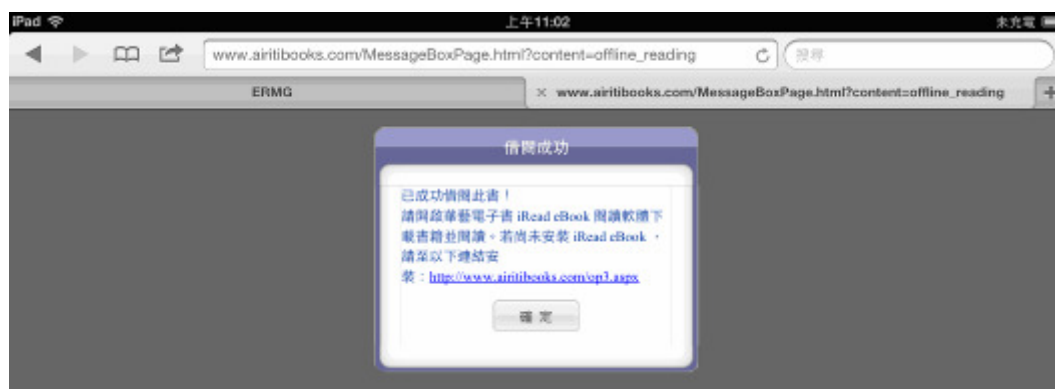 iPad 上午11:02 未充電
www.airitibooks.com/MessageBoxPage.html?content=offline_reading 搜尋
ERMG × www.airitibooks.com/MessageBoxPage.html?content=offline_reading +
借閱成功
已成功借閱此書！
請開啟華藝電子書 iRead eBook 閱讀軟體下
載書籍並閱讀。若尚未安裝 iRead eBook ，
請至以下連結安
裝：http://www.airitibooks.com/op3.aspx
確 定